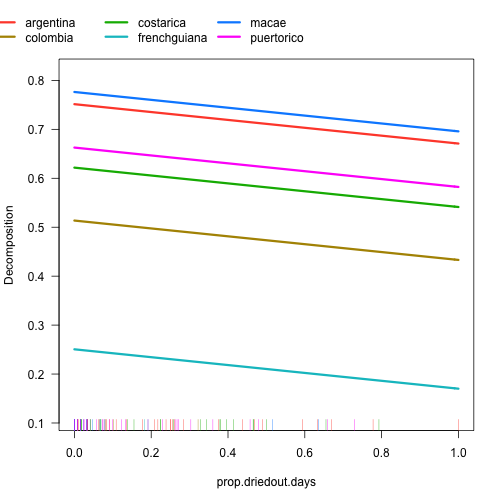 argentina costarica macae
colombia frenchguiana puertorico
0.8
0.7
0.6
0.5
0.4
0.3
0.2
0.1
Decomposition
0.0 0.2 0.4 0.6 0.8 1.0
prop.driedout.days